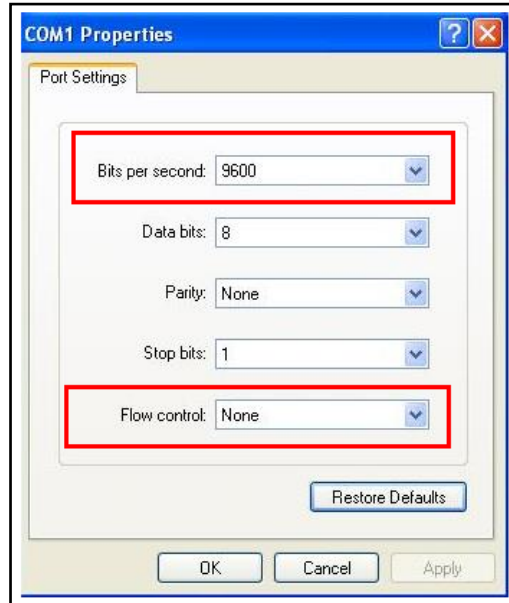 COM1 Properties
Port Settings
Bits per second: 9600
Data bits: 8
Parity: None
Stop bits: 1
Flow control: None
Restore Defaults
OK Cancel Apply